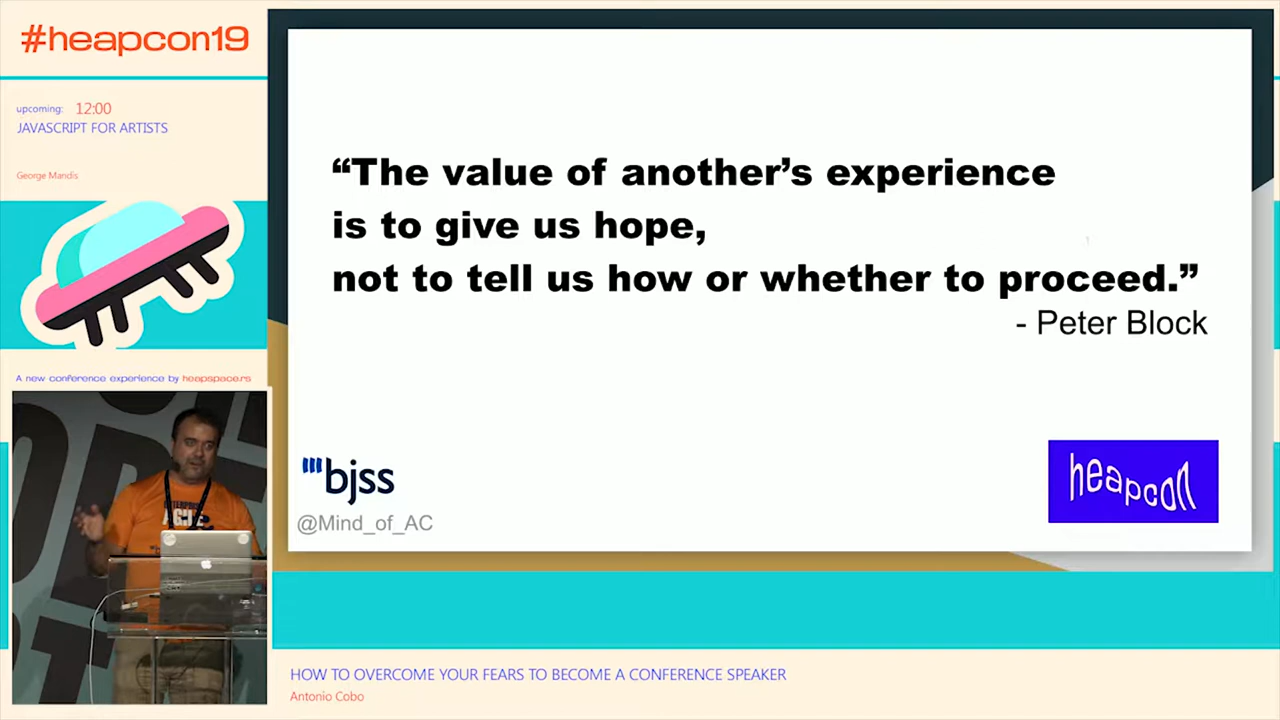 #heapcon19
upcoming: 12:00
JAVASCRIPT FOR ARTISTS
George Mandis
A new conference experience by heapspace.rs
“The value of another’s experience
is to give us hope,
not to tell us how or whether to proceed.”
- Peter Block
bjss
@Mind_of_AC
heapcon
AGILE
HOW TO OVERCOME YOUR FEARS TO BECOME A CONFERENCE SPEAKER
Antonio Cobo